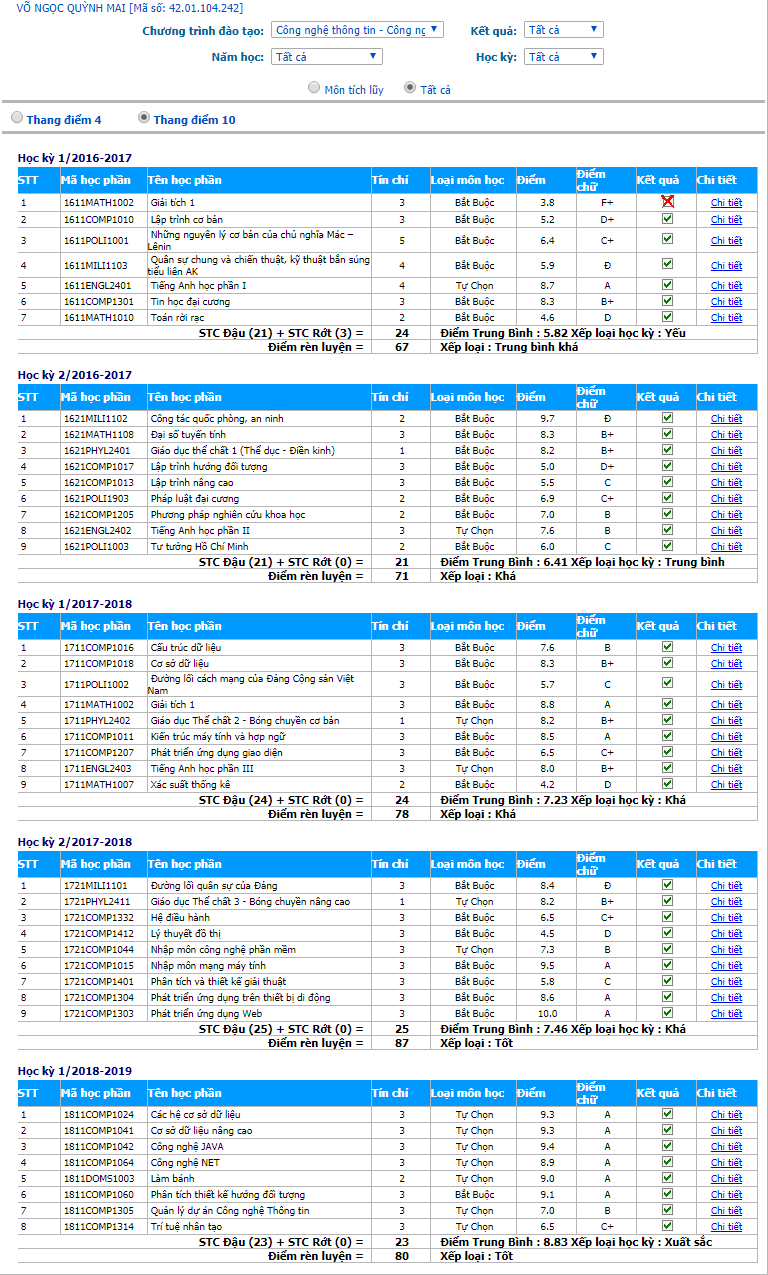 VÕ NGỌC QUỲNH MAI [Mã số: 42.01.104.242]
Chương trình đào tạo: Công nghệ thông tin - Công ng Kết quả: Tất cả
Năm học: Tất cả Học kỳ: Tất cả
Môn tích lũy Tất cả
Thang điểm 4 Thang điểm 10
Học kỳ 1/2016-2017
STT Mã học phần Tên học phần Tín chỉ Loại môn học Điểm Điểm chữ Kết quả Chi tiết
1 1611MATH1002 Giải tích 1 3 Bắt Buộc 3.8 F+ Chi tiết
2 1611COMP1010 Lập trình cơ bản 3 Bắt Buộc 5.2 D+ Chi tiết
3 1611POLI1001 Những nguyên lý cơ bản của chủ nghĩa Mác – Lênin 5 Bắt Buộc 6.4 C+ Chi tiết
4 1611MILI1103 Quân sự chung và chiến thuật, kỹ thuật bắn súng tiểu liên AK 4 Bắt Buộc 5.9 Đ Chi tiết
5 1611ENGL2401 Tiếng Anh học phần I 4 Tự Chọn 8.7 A Chi tiết
6 1611COMP1301 Tin học đại cương 3 Bắt Buộc 8.3 B+ Chi tiết
7 1611MATH1010 Toán rời rạc 2 Bắt Buộc 4.6 D Chi tiết
STC Đậu (21) + STC Rớt (3) = 24 Điểm Trung Bình : 5.82 Xếp loại học kỳ : Yếu
Điểm rèn luyện = 67 Xếp loại : Trung bình khá
Học kỳ 2/2016-2017
STT Mã học phần Tên học phần Tín chỉ Loại môn học Điểm Điểm chữ Kết quả Chi tiết
1 1621MILI1102 Công tác quốc phòng, an ninh 2 Bắt Buộc 9.7 Đ Chi tiết
2 1621MATH1108 Đại số tuyến tính 3 Bắt Buộc 8.3 B+ Chi tiết
3 1621PHYL2401 Giáo dục thể chất 1 (Thể dục - Điền kinh) 1 Bắt Buộc 8.2 B+ Chi tiết
4 1621COMP1017 Lập trình hướng đối tượng 3 Bắt Buộc 5.0 D+ Chi tiết
5 1621COMP1013 Lập trình nâng cao 3 Bắt Buộc 5.5 C Chi tiết
6 1621POLI1903 Pháp luật đại cương 2 Bắt Buộc 6.9 C+ Chi tiết
7 1621COMP1205 Phương pháp nghiên cứu khoa học 2 Bắt Buộc 7.0 B Chi tiết
8 1621ENGL2402 Tiếng Anh học phần II 3 Tự Chọn 7.6 B Chi tiết
9 1621POLI1003 Tư tưởng Hồ Chí Minh 2 Bắt Buộc 6.0 C Chi tiết
STC Đậu (21) + STC Rớt (0) = 21 Điểm Trung Bình : 6.41 Xếp loại học kỳ : Trung bình
Điểm rèn luyện = 71 Xếp loại : Khá
Học kỳ 1/2017-2018
STT Mã học phần Tên học phần Tín chỉ Loại môn học Điểm Điểm chữ Kết quả Chi tiết
1 1711COMP1016 Cấu trúc dữ liệu 3 Bắt Buộc 7.6 B Chi tiết
2 1711COMP1018 Cơ sở dữ liệu 3 Bắt Buộc 8.3 B+ Chi tiết
3 1711POLI1002 Đường lối cách mạng của Đảng Cộng sản Việt Nam 3 Bắt Buộc 5.7 C Chi tiết
4 1711MATH1002 Giải tích 1 3 Bắt Buộc 8.8 A Chi tiết
5 1711PHYL2402 Giáo dục Thể chất 2 - Bóng chuyền cơ bản 1 Tự Chọn 8.2 B+ Chi tiết
6 1711COMP1011 Kiến trúc máy tính và hợp ngữ 3 Bắt Buộc 8.5 A Chi tiết
7 1711COMP1207 Phát triển ứng dụng giao diện 3 Bắt Buộc 6.5 C+ Chi tiết
8 1711ENGL2403 Tiếng Anh học phần III 3 Tự Chọn 8.0 B+ Chi tiết
9 1711MATH1007 Xác suất thống kê 2 Bắt Buộc 4.2 D Chi tiết
STC Đậu (24) + STC Rớt (0) = 24 Điểm Trung Bình : 7.23 Xếp loại học kỳ : Khá
Điểm rèn luyện = 78 Xếp loại : Khá
Học kỳ 2/2017-2018
STT Mã học phần Tên học phần Tín chỉ Loại môn học Điểm Điểm chữ Kết quả Chi tiết
1 1721MILI1101 Đường lối quân sự của Đảng 3 Bắt Buộc 8.4 Đ Chi tiết
2 1721PHYL2411 Giáo dục Thể chất 3 - Bóng chuyền nâng cao 1 Tự Chọn 8.2 B+ Chi tiết
3 1721COMP1332 Hệ điều hành 3 Bắt Buộc 6.5 C+ Chi tiết
4 1721COMP1412 Lý thuyết đồ thị 3 Bắt Buộc 4.5 D Chi tiết
5 1721COMP1044 Nhập môn công nghệ phần mềm 3 Tự Chọn 7.3 B Chi tiết
6 1721COMP1015 Nhập môn mạng máy tính 3 Bắt Buộc 9.5 A Chi tiết
7 1721COMP1401 Phân tích và thiết kế giải thuật 3 Bắt Buộc 5.8 C Chi tiết
8 1721COMP1304 Phát triển ứng dụng trên thiết bị di động 3 Bắt Buộc 8.6 A Chi tiết
9 1721COMP1303 Phát triển ứng dụng Web 3 Bắt Buộc 10.0 A Chi tiết
STC Đậu (25) + STC Rớt (0) = 25 Điểm Trung Bình : 7.46 Xếp loại học kỳ : Khá
Điểm rèn luyện = 87 Xếp loại : Tốt
Học kỳ 1/2018-2019
STT Mã học phần Tên học phần Tín chỉ Loại môn học Điểm Điểm chữ Kết quả Chi tiết
1 1811COMP1024 Các hệ cơ sở dữ liệu 3 Tự Chọn 9.3 A Chi tiết
2 1811COMP1041 Cơ sở dữ liệu nâng cao 3 Tự Chọn 9.3 A Chi tiết
3 1811COMP1042 Công nghệ JAVA 3 Tự Chọn 9.4 A Chi tiết
4 1811COMP1064 Công nghệ NET 3 Tự Chọn 8.9 A Chi tiết
5 1811DOMS1003 Làm bánh 2 Tự Chọn 9.0 A Chi tiết
6 1811COMP1060 Phân tích thiết kế hướng đối tượng 3 Bắt Buộc 9.1 A Chi tiết
7 1811COMP1305 Quản lý dự án Công nghệ Thông tin 3 Tự Chọn 7.0 B Chi tiết
8 1811COMP1314 Trí tuệ nhân tạo 3 Tự Chọn 6.5 C+ Chi tiết
STC Đậu (23) + STC Rớt (0) = 23 Điểm Trung Bình : 8.83 Xếp loại học kỳ : Xuất sắc
Điểm rèn luyện = 80 Xếp loại : Tốt